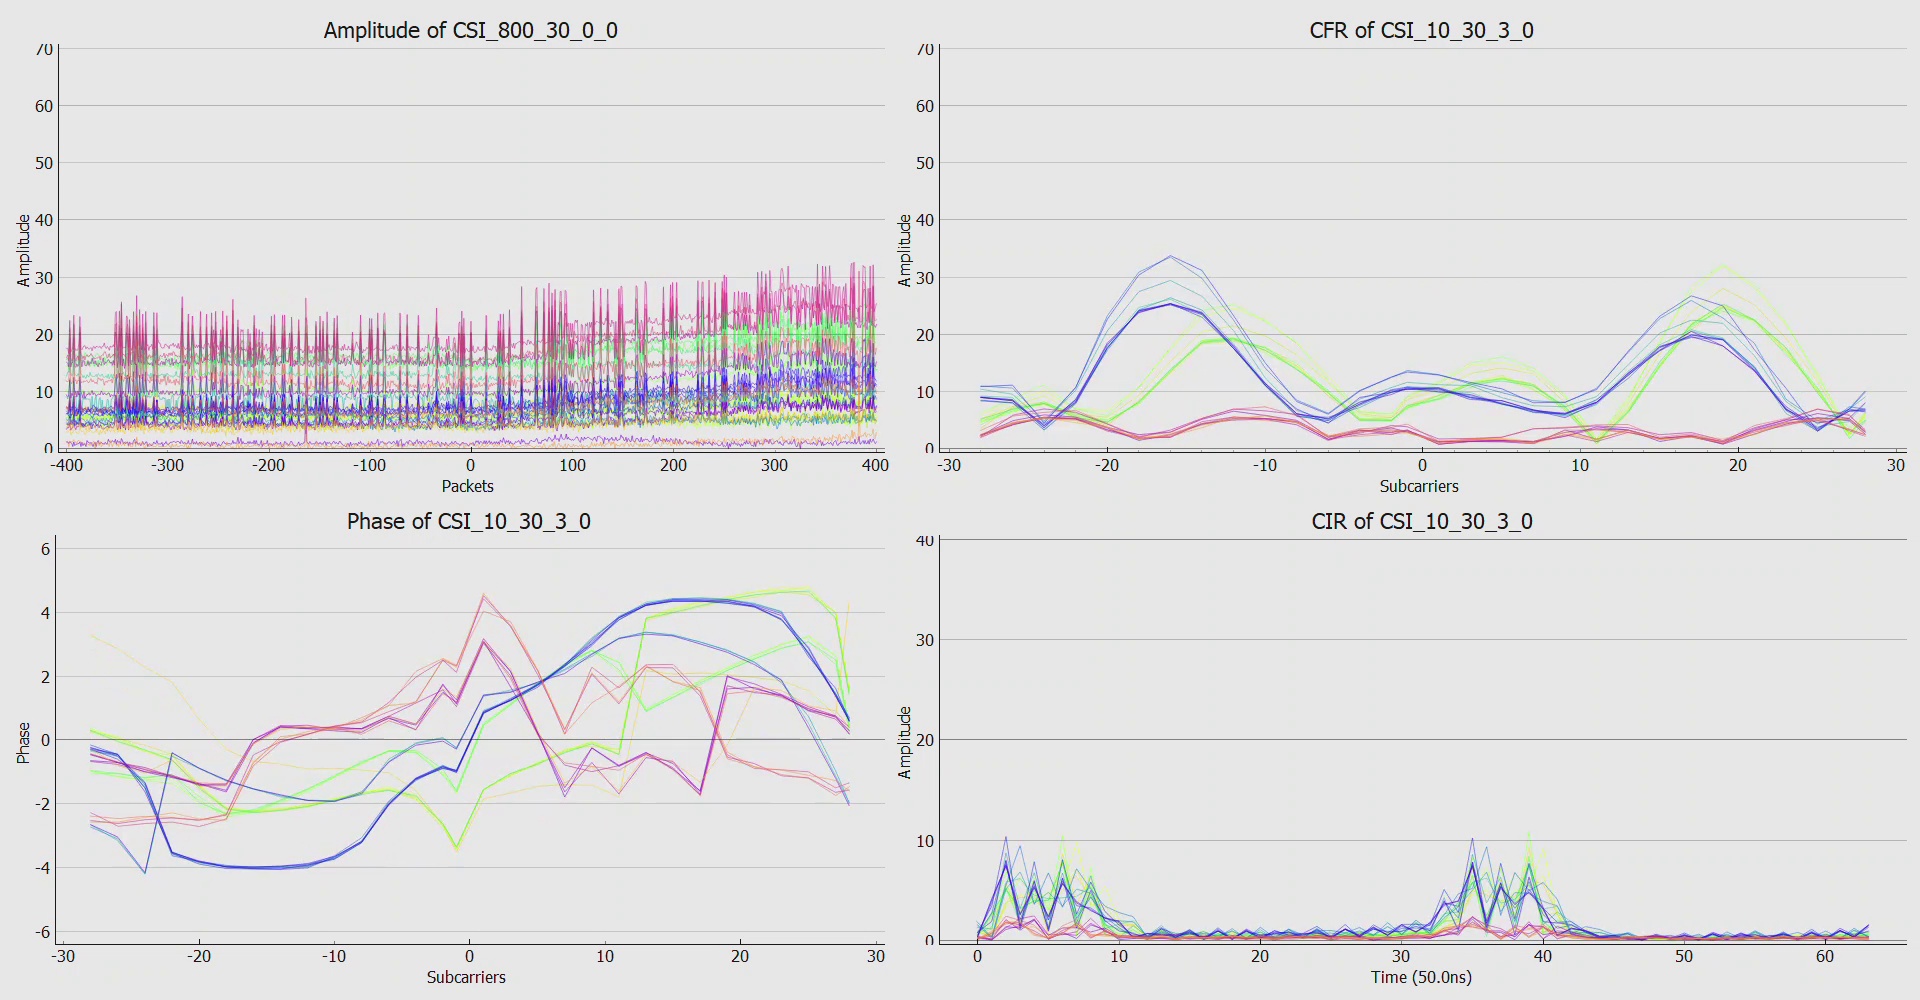 Amplitude of CSI_800_30_0_0
70
60
50
40
30
20
10
0
Amplitude
-400 -300 -200 -100 0 100 200 300 400
Packets
CFR of CSI_10_30_3_0
70
60
50
40
30
20
10
0
Amplitude
-30 -20 -10 0 10 20 30
Subcarriers
Phase of CSI_10_30_3_0
6
4
2
0
-2
-4
-6
Phase
-30 -20 -10 0 10 20 30
Subcarriers
CIR of CSI_10_30_3_0
40
30
20
10
0
Amplitude
0 10 20 30 40 50 60
Time (50.0ns)